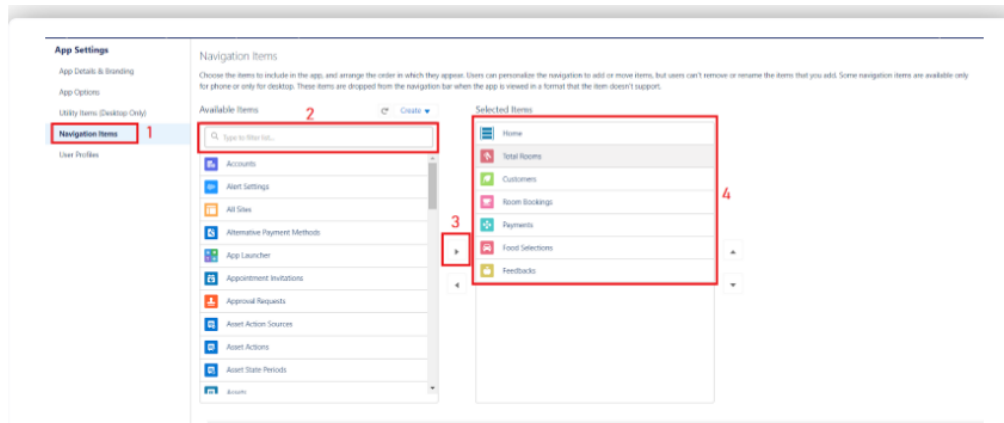 App Settings
App Details & Branding
App Options
Utility Items (Desktop Only)
Navigation Items
1
User Profiles
Navigation Items
Choose the items to include in the app, and arrange the order in which they appear. Users can personalize the navigation to add or move items, but users can't remove or rename the items that you add. Some navigation items are available only
for phone or only for desktop. These items are dropped from the navigation bar when the app is viewed in a format that the item doesn't support.
Available Items
2
Create
Type to filter list...
Accounts
Alert Settings
All Sites
Alternative Payment Methods
App Launcher
Appointment Invitations
Approval Requests
Asset Action Sources
Asset Actions
Asset State Periods
Assets
3
Selected Items
Home
Total Rooms
Customers
Room Bookings
Payments
Food Selections
Feedbacks
4